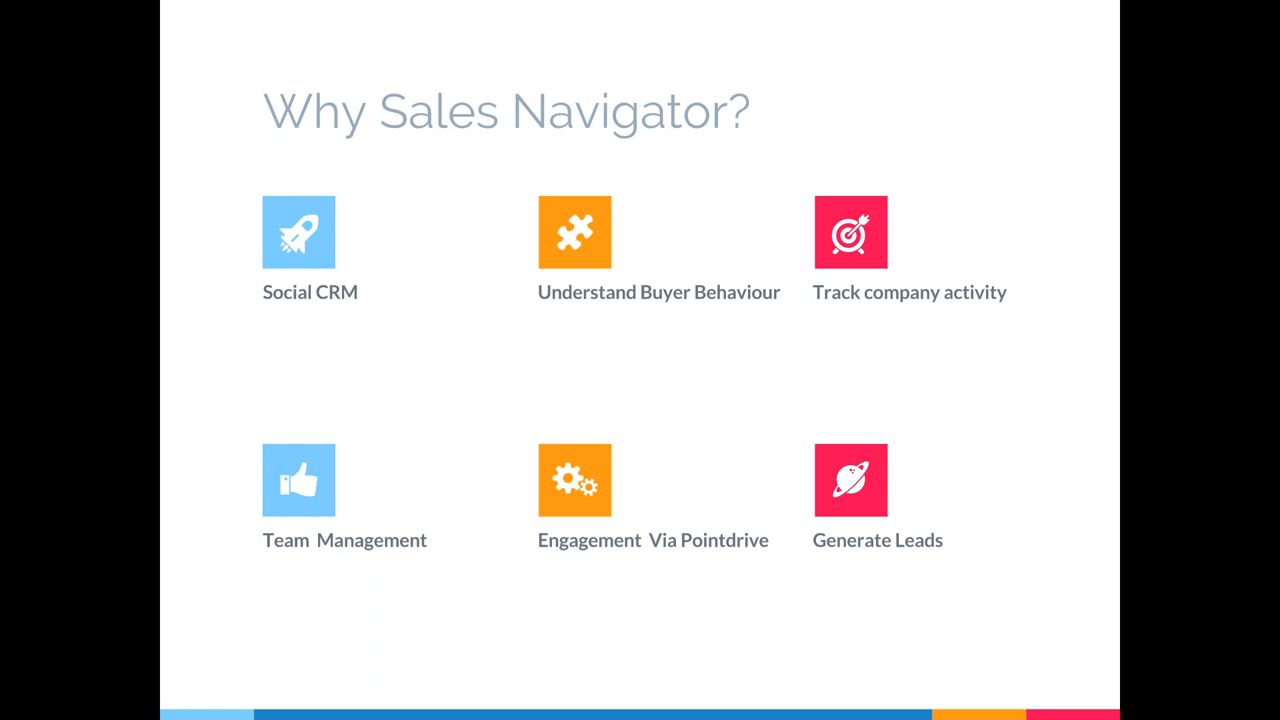 Why Sales Navigator?
Social CRM
Understand Buyer Behaviour
Track company activity
Team Management
Engagement Via Pointdrive
Generate Leads